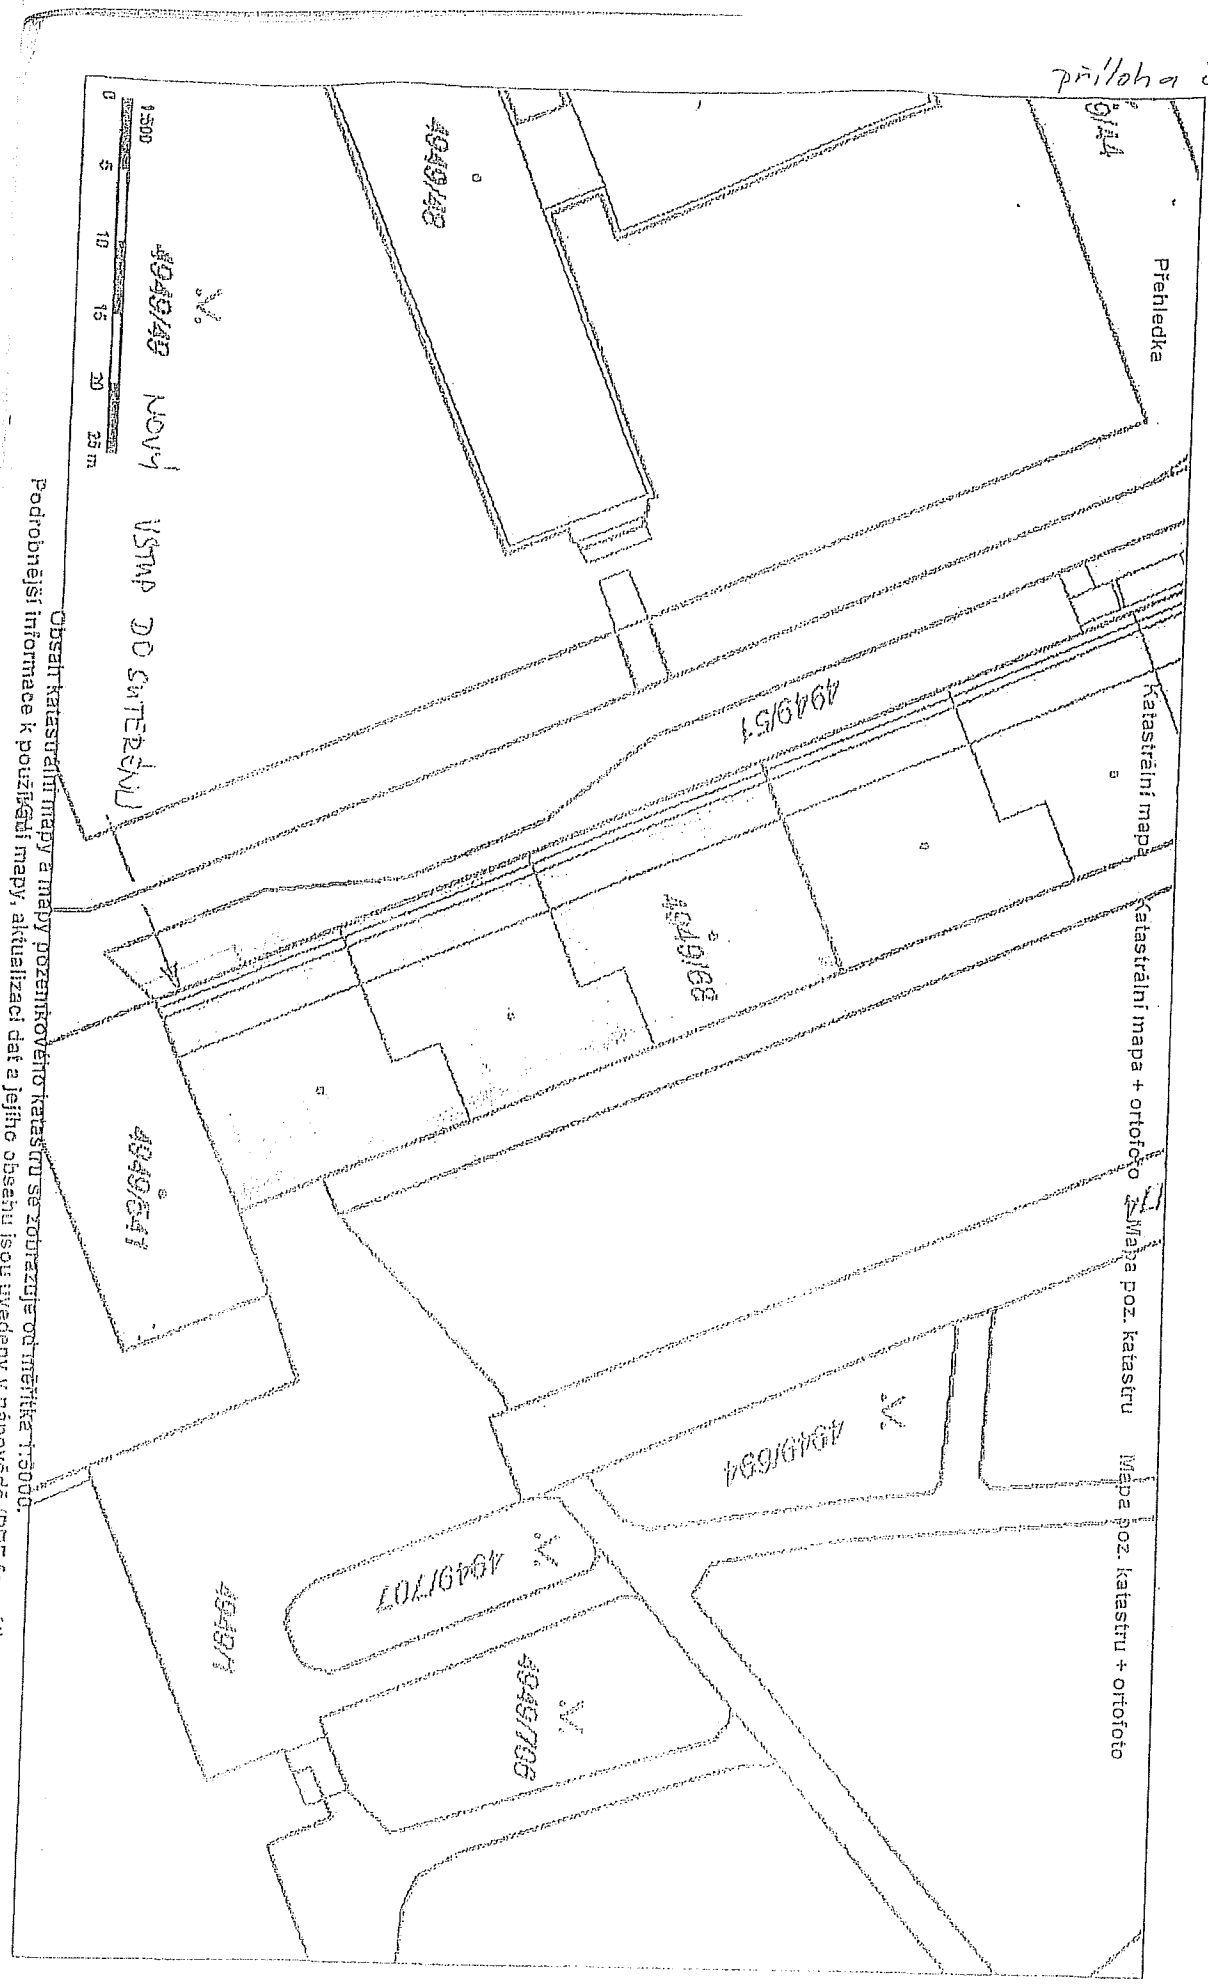 příloha
Přehledka Katastrální mapa Katastrální mapa + ortofoto Mapa poz. katastru Mapa poz. katastru + ortofoto
4949/51
4949/68
4949/694
4949/707
4949/706
4949/641
4949/1
4949/48
4949/49 NOVÝ VSTUP DO SUTERÉNU
1:500
0 5 10 15 20 25 m
Obsah katastrální mapy a mapy pozemkového katastru se zobrazuje od měřítka 1:5000.
Podrobnější informace k používání mapy, aktualizaci dat a jejího obsahu jsou uvedeny v nápovědě